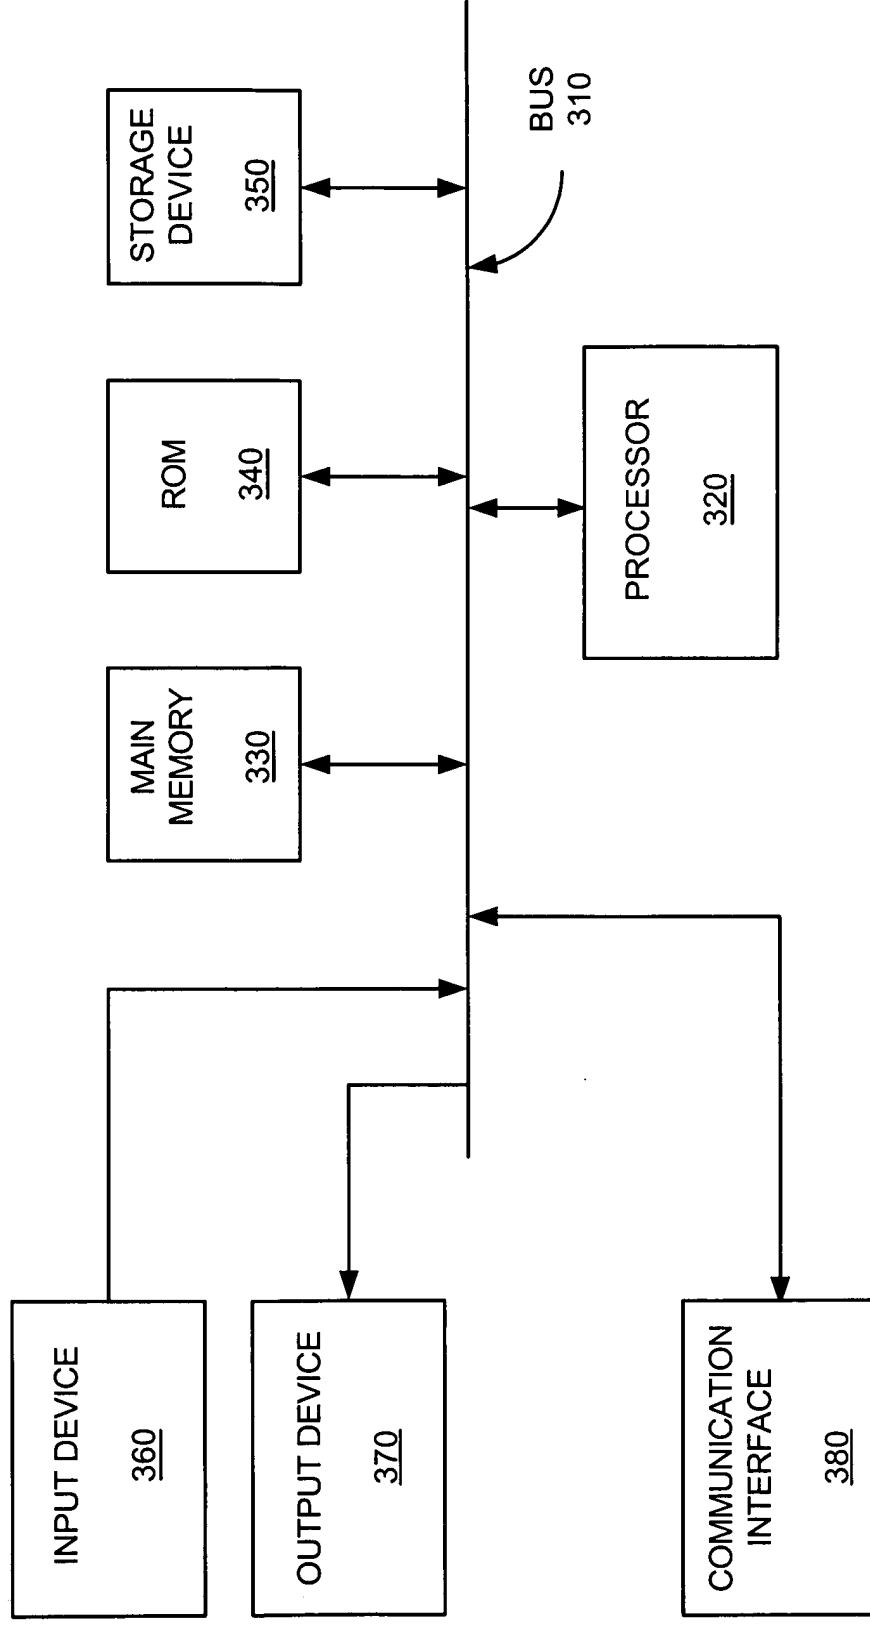 INPUT DEVICE
360
OUTPUT DEVICE
370
COMMUNICATION
INTERFACE
380
MAIN
MEMORY
330
ROM
340
STORAGE
DEVICE
350
PROCESSOR
320
BUS
310